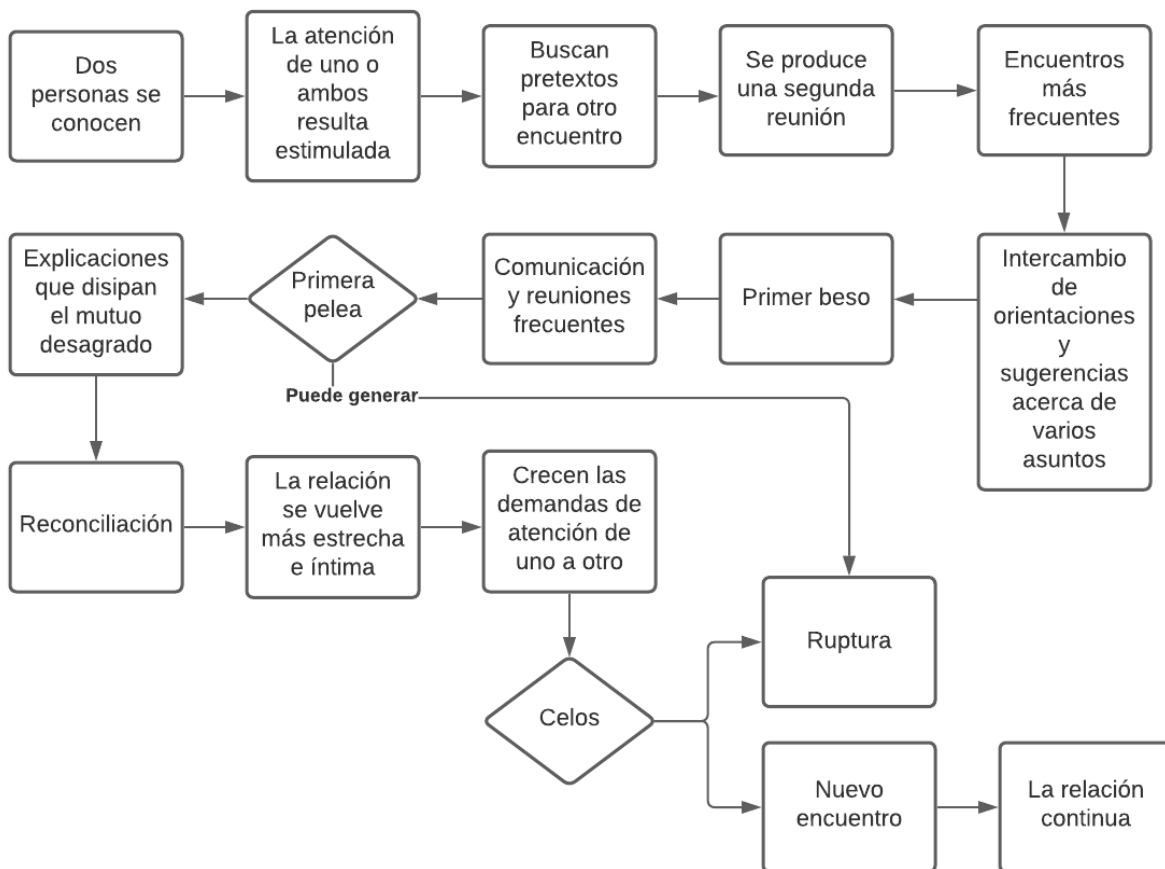 Dos
personas se
conocen
La atención
de uno o
ambos
resulta
estimulada
Buscan
pretextos
para otro
encuentro
Se produce
una segunda
reunión
Encuentros
más
frecuentes
Intercambio
de
orientaciones
y
sugerencias
acerca de
varios
asuntos
Primer beso
Comunicación
y reuniones
frecuentes
Primera
pelea
Explicaciones
que disipan
el mutuo
desagrado
Puede generar
Reconciliación
La relación
se vuelve
más estrecha
e íntima
Crecen las
demandas de
atención de
uno a otro
Celos
Ruptura
Nuevo
encuentro
La relación
continua